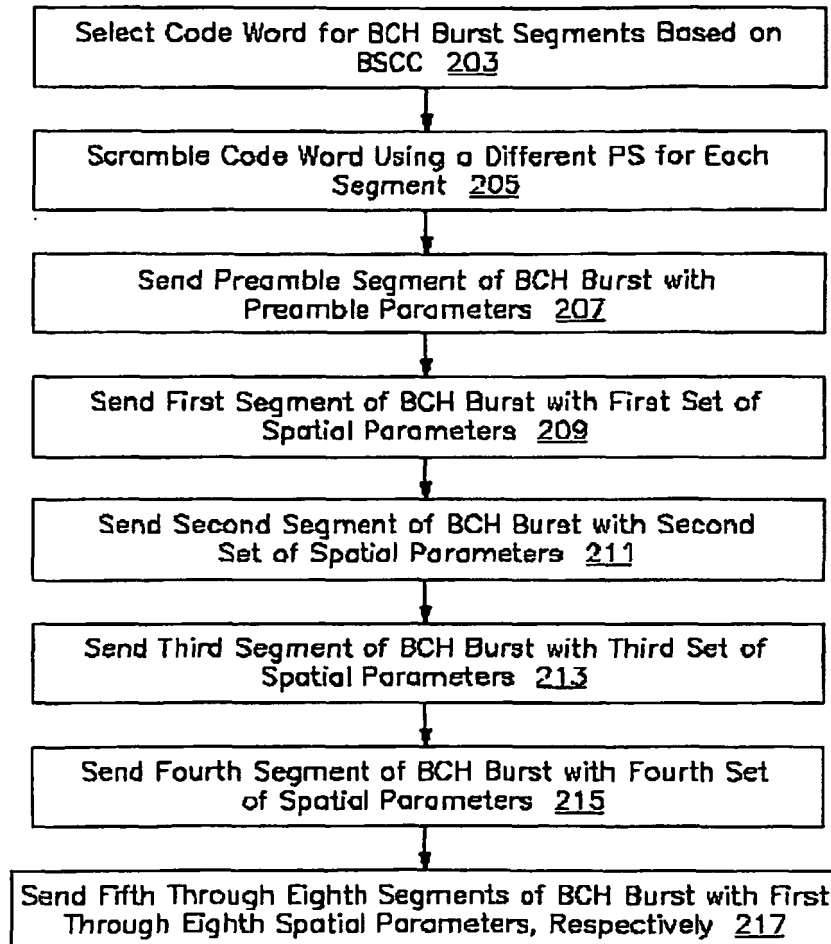 Select Code Word for BCH Burst Segments Based on
BSCC 203
Scramble Code Word Using a Different PS for Each
Segment 205
Send Preamble Segment of BCH Burst with
Preamble Parameters 207
Send First Segment of BCH Burst with First Set of
Spatial Parameters 209
Send Second Segment of BCH Burst with Second
Set of Spatial Parameters 211
Send Third Segment of BCH Burst with Third Set of
Spatial Parameters 213
Send Fourth Segment of BCH Burst with Fourth Set
of Spatial Parameters 215
Send Fifth Through Eighth Segments of BCH Burst with First
Through Eighth Spatial Parameters, Respectively 217